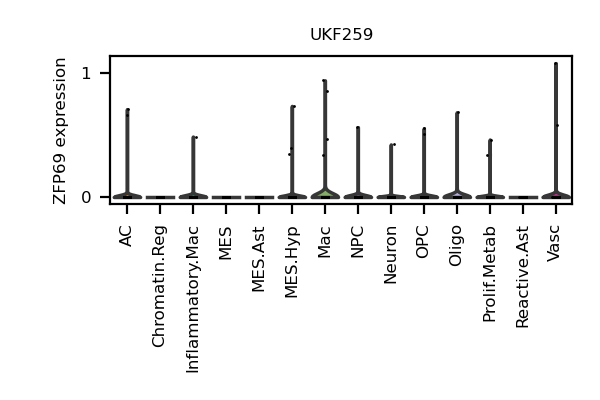 UKF259
ZFP69 expression
1
0
AC
Chromatin.Reg
Inflammatory.Mac
MES
MES.Ast
MES.Hyp
Mac
NPC
Neuron
OPC
Oligo
Prolif.Metab
Reactive.Ast
Vasc